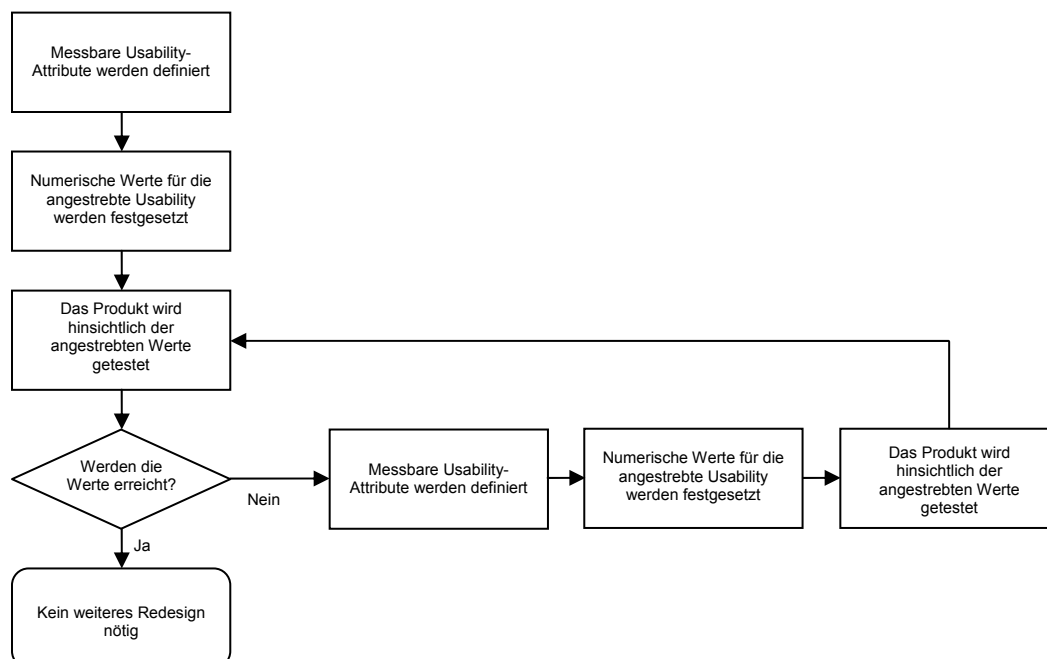 Messbare Usability-
Attribute werden definiert
Numerische Werte für die
angestrebte Usability
werden festgesetzt
Das Produkt wird
hinsichtlich der
angestrebten Werte
getestet
Werden die
Werte erreicht?
Nein
Messbare Usability-
Attribute werden definiert
Numerische Werte für die
angestrebte Usability
werden festgesetzt
Das Produkt wird
hinsichtlich der
angestrebten Werte
getestet
Ja
Kein weiteres Redesign
nötig